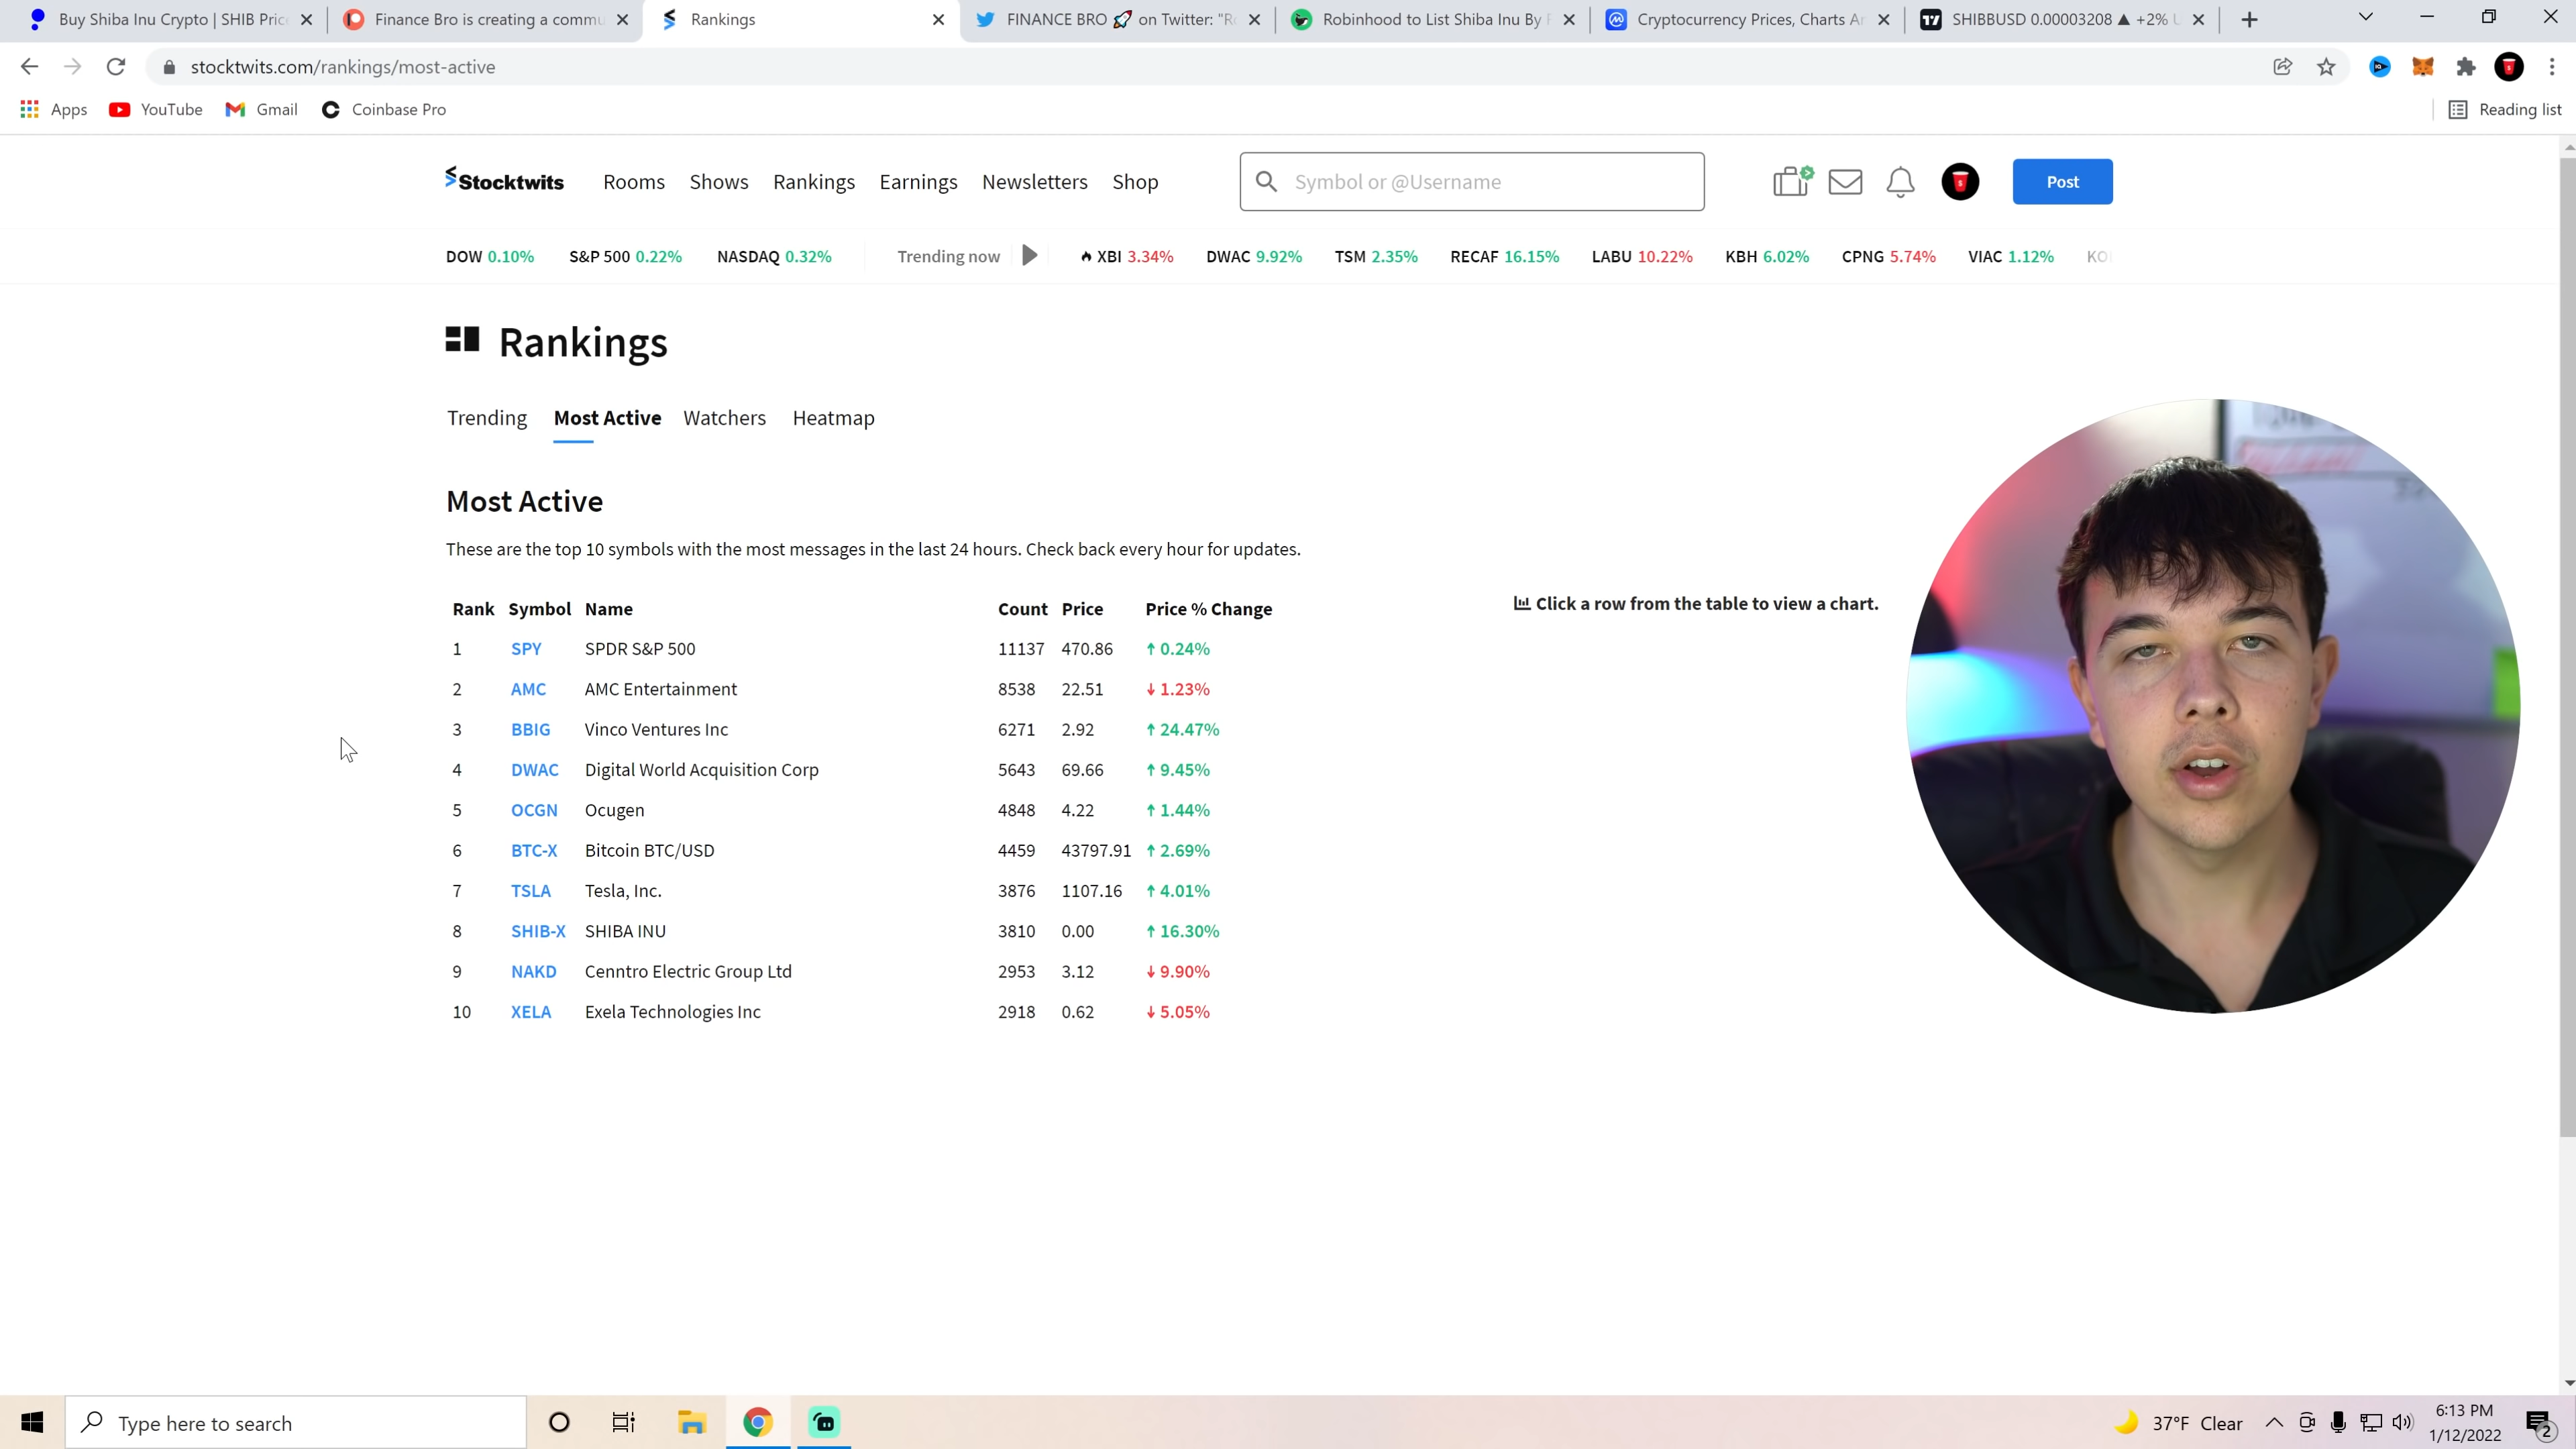 Buy Shiba Inu Crypto | SHIB Pric
Finance Bro is creating a commu
Rankings
FINANCE BRO 🚀 on Twitter: "Ro
Robinhood to List Shiba Inu By F
Cryptocurrency Prices, Charts Ar
SHIBBUSD 0.00003208 ▲ +2% U
stocktwits.com/rankings/most-active
Apps YouTube Gmail Coinbase Pro Reading list
Stocktwits Rooms Shows Rankings Earnings Newsletters Shop Symbol or @Username Post
DOW 0.10% S&P 500 0.22% NASDAQ 0.32% Trending now XBI 3.34% DWAC 9.92% TSM 2.35% RECAF 16.15% LABU 10.22% KBH 6.02% CPNG 5.74% VIAC 1.12% KO
Rankings
Trending Most Active Watchers Heatmap
Most Active
These are the top 10 symbols with the most messages in the last 24 hours. Check back every hour for updates.
Click a row from the table to view a chart.
Rank Symbol Name Count Price Price % Change
1 SPY SPDR S&P 500 11137 470.86 ↑ 0.24%
2 AMC AMC Entertainment 8538 22.51 ↓ 1.23%
3 BBIG Vinco Ventures Inc 6271 2.92 ↑ 24.47%
4 DWAC Digital World Acquisition Corp 5643 69.66 ↑ 9.45%
5 OCGN Ocugen 4848 4.22 ↑ 1.44%
6 BTC-X Bitcoin BTC/USD 4459 43797.91 ↑ 2.69%
7 TSLA Tesla, Inc. 3876 1107.16 ↑ 4.01%
8 SHIB-X SHIBA INU 3810 0.00 ↑ 16.30%
9 NAKD Cenntro Electric Group Ltd 2953 3.12 ↓ 9.90%
10 XELA Exela Technologies Inc 2918 0.62 ↓ 5.05%
Type here to search
37°F Clear
6:13 PM
1/12/2022
2